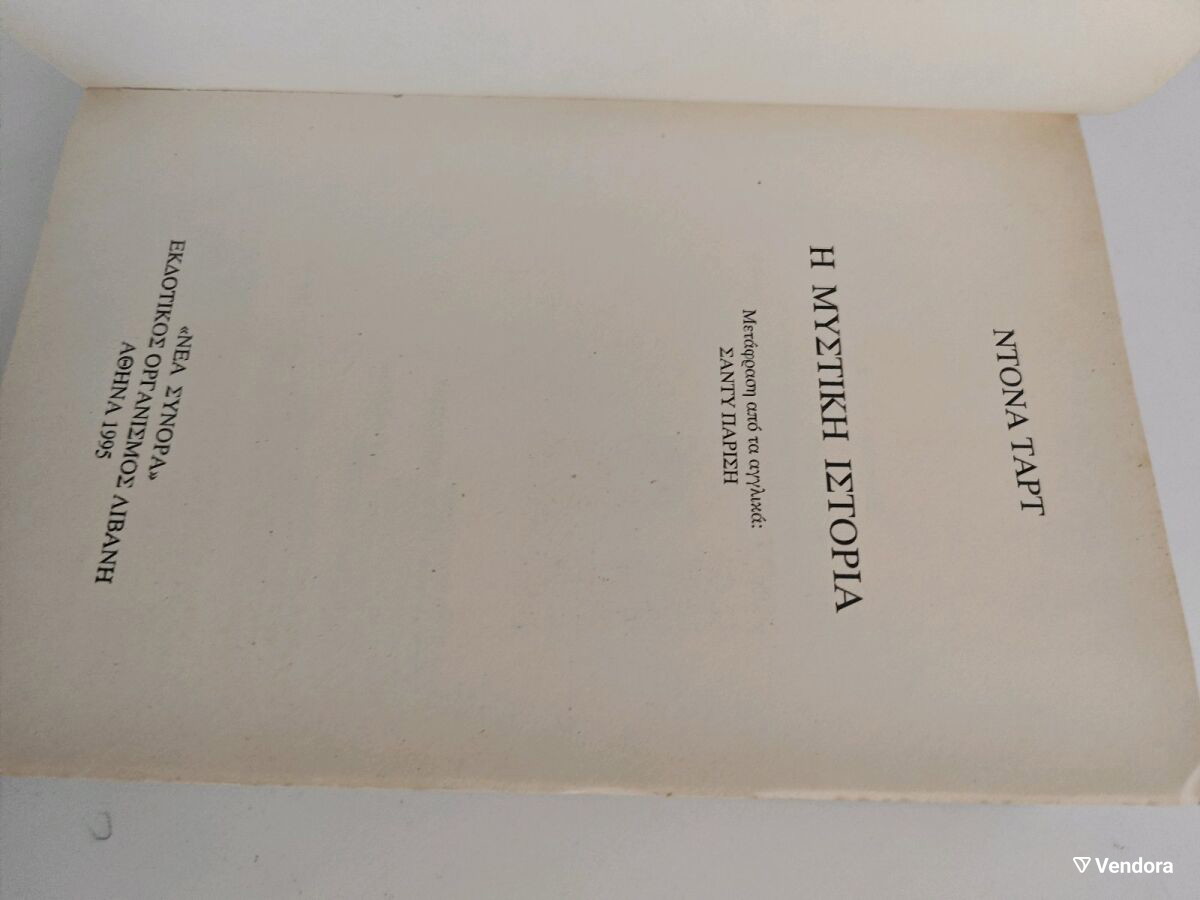 ΝΤΟΝΑ ΤΑΡΤ
Η ΜΥΣΤΙΚΗ ΙΣΤΟΡΙΑ
Μετάφραση από τα αγγλικά:
ΣΑΝΤΥ ΠΑΡΙΣΗ
«ΝΕΑ ΣΥΝΟΡΑ»
ΕΚΔΟΤΙΚΟΣ ΟΡΓΑΝΙΣΜΟΣ ΛΙΒΑΝΗ
ΑΘΗΝΑ 1995
Vendora